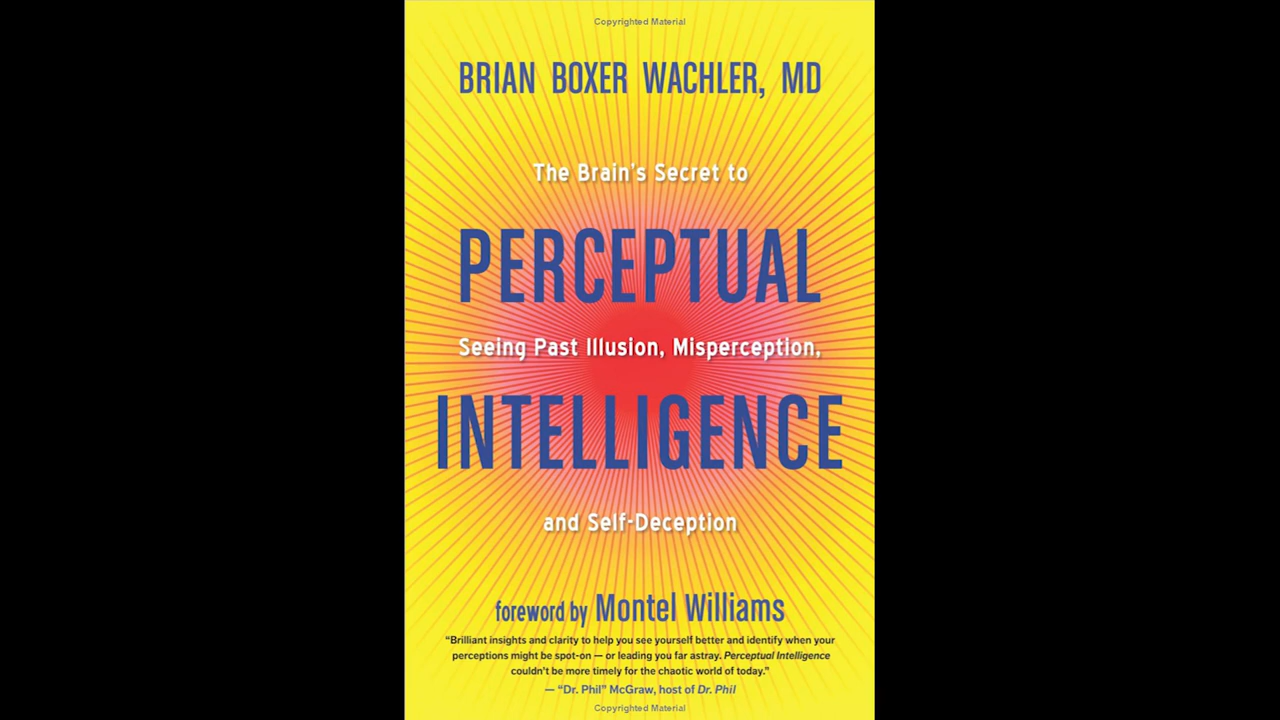 Copyrighted Material
BRIAN BOXER WACHLER, MD
The Brain's Secret to
PERCEPTUAL
Seeing Past Illusion, Misperception,
INTELLIGENCE
and Self-Deception
foreword by Montel Williams
“Brilliant insights and clarity to help you see yourself better and identify when your
perceptions might be spot-on — or leading you far astray. Perceptual Intelligence
couldn't be more timely for the chaotic world of today.”
— “Dr. Phil” McGraw, host of Dr. Phil
Copyrighted Material